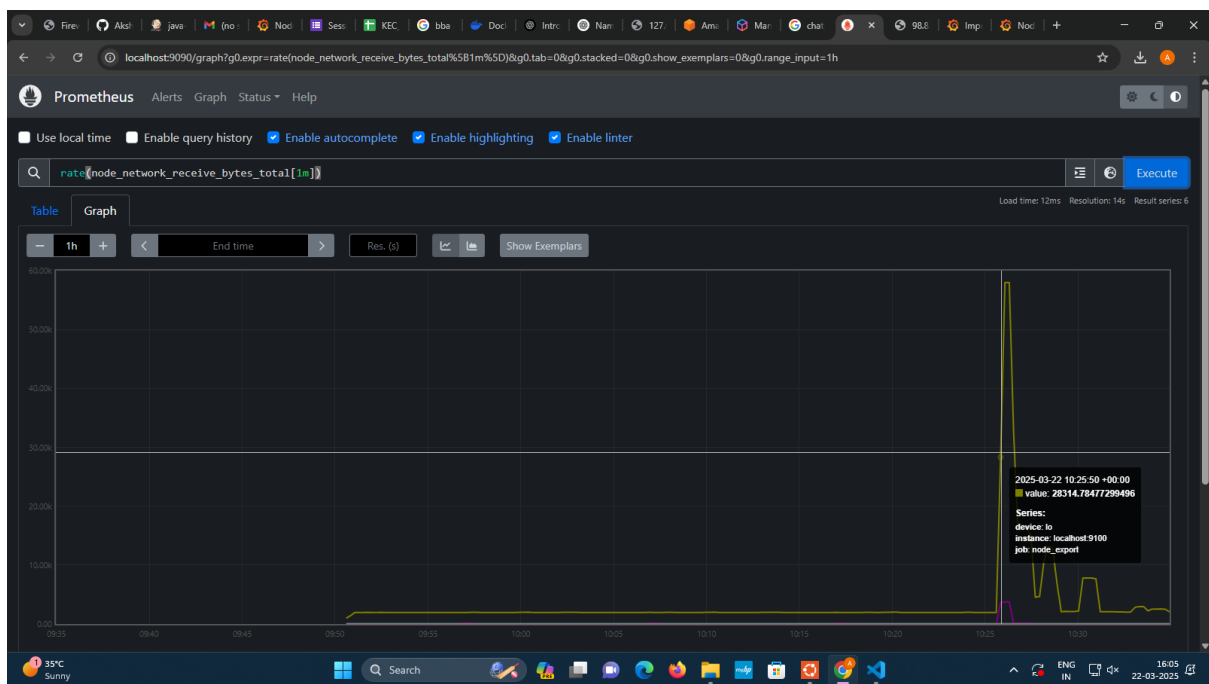 Firev Aksh java (no s Nod Sess KEC_ bba Docl Intro Nam 127. Ama Man chat 98.8 Imp Nod
localhost:9090/graph?g0.expr=rate(node_network_receive_bytes_total%5B1m%5D)&g0.tab=0&g0.stacked=0&g0.show_exemplars=0&g0.range_input=1h
Prometheus Alerts Graph Status Help
Use local time Enable query history Enable autocomplete Enable highlighting Enable linter
rate(node_network_receive_bytes_total[1m]) Execute
Load time: 12ms Resolution: 14s Result series: 6
Table Graph
− 1h + < End time > Res. (s) Show Exemplars
60.00k
50.00k
40.00k
30.00k
20.00k
10.00k
0.00
2025-03-22 10:25:50 +00:00
value: 28314.78477299496
Series:
device: lo
instance: localhost:9100
job: node_export
09:35 09:40 09:45 09:50 09:55 10:00 10:05 10:10 10:15 10:20 10:25 10:30
1 35°C
Sunny
Search
ENG
IN
16:05
22-03-2025